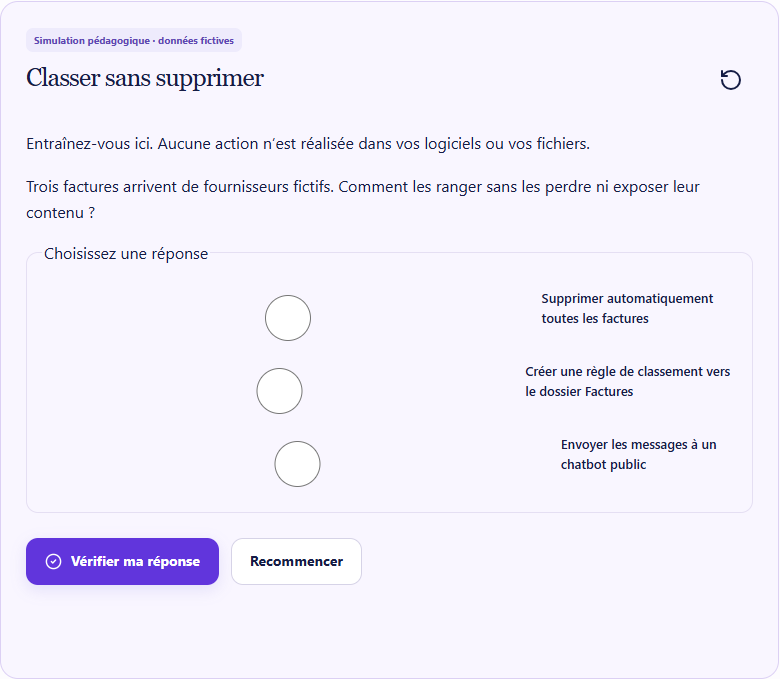 Simulation pédagogique · données fictives
Classer sans supprimer
Entraînez-vous ici. Aucune action n’est réalisée dans vos logiciels ou vos fichiers.
Trois factures arrivent de fournisseurs fictifs. Comment les ranger sans les perdre ni exposer leur
contenu ?
Choisissez une réponse
Supprimer automatiquement
toutes les factures
Créer une règle de classement vers
le dossier Factures
Envoyer les messages à un
chatbot public
Vérifier ma réponse
Recommencer